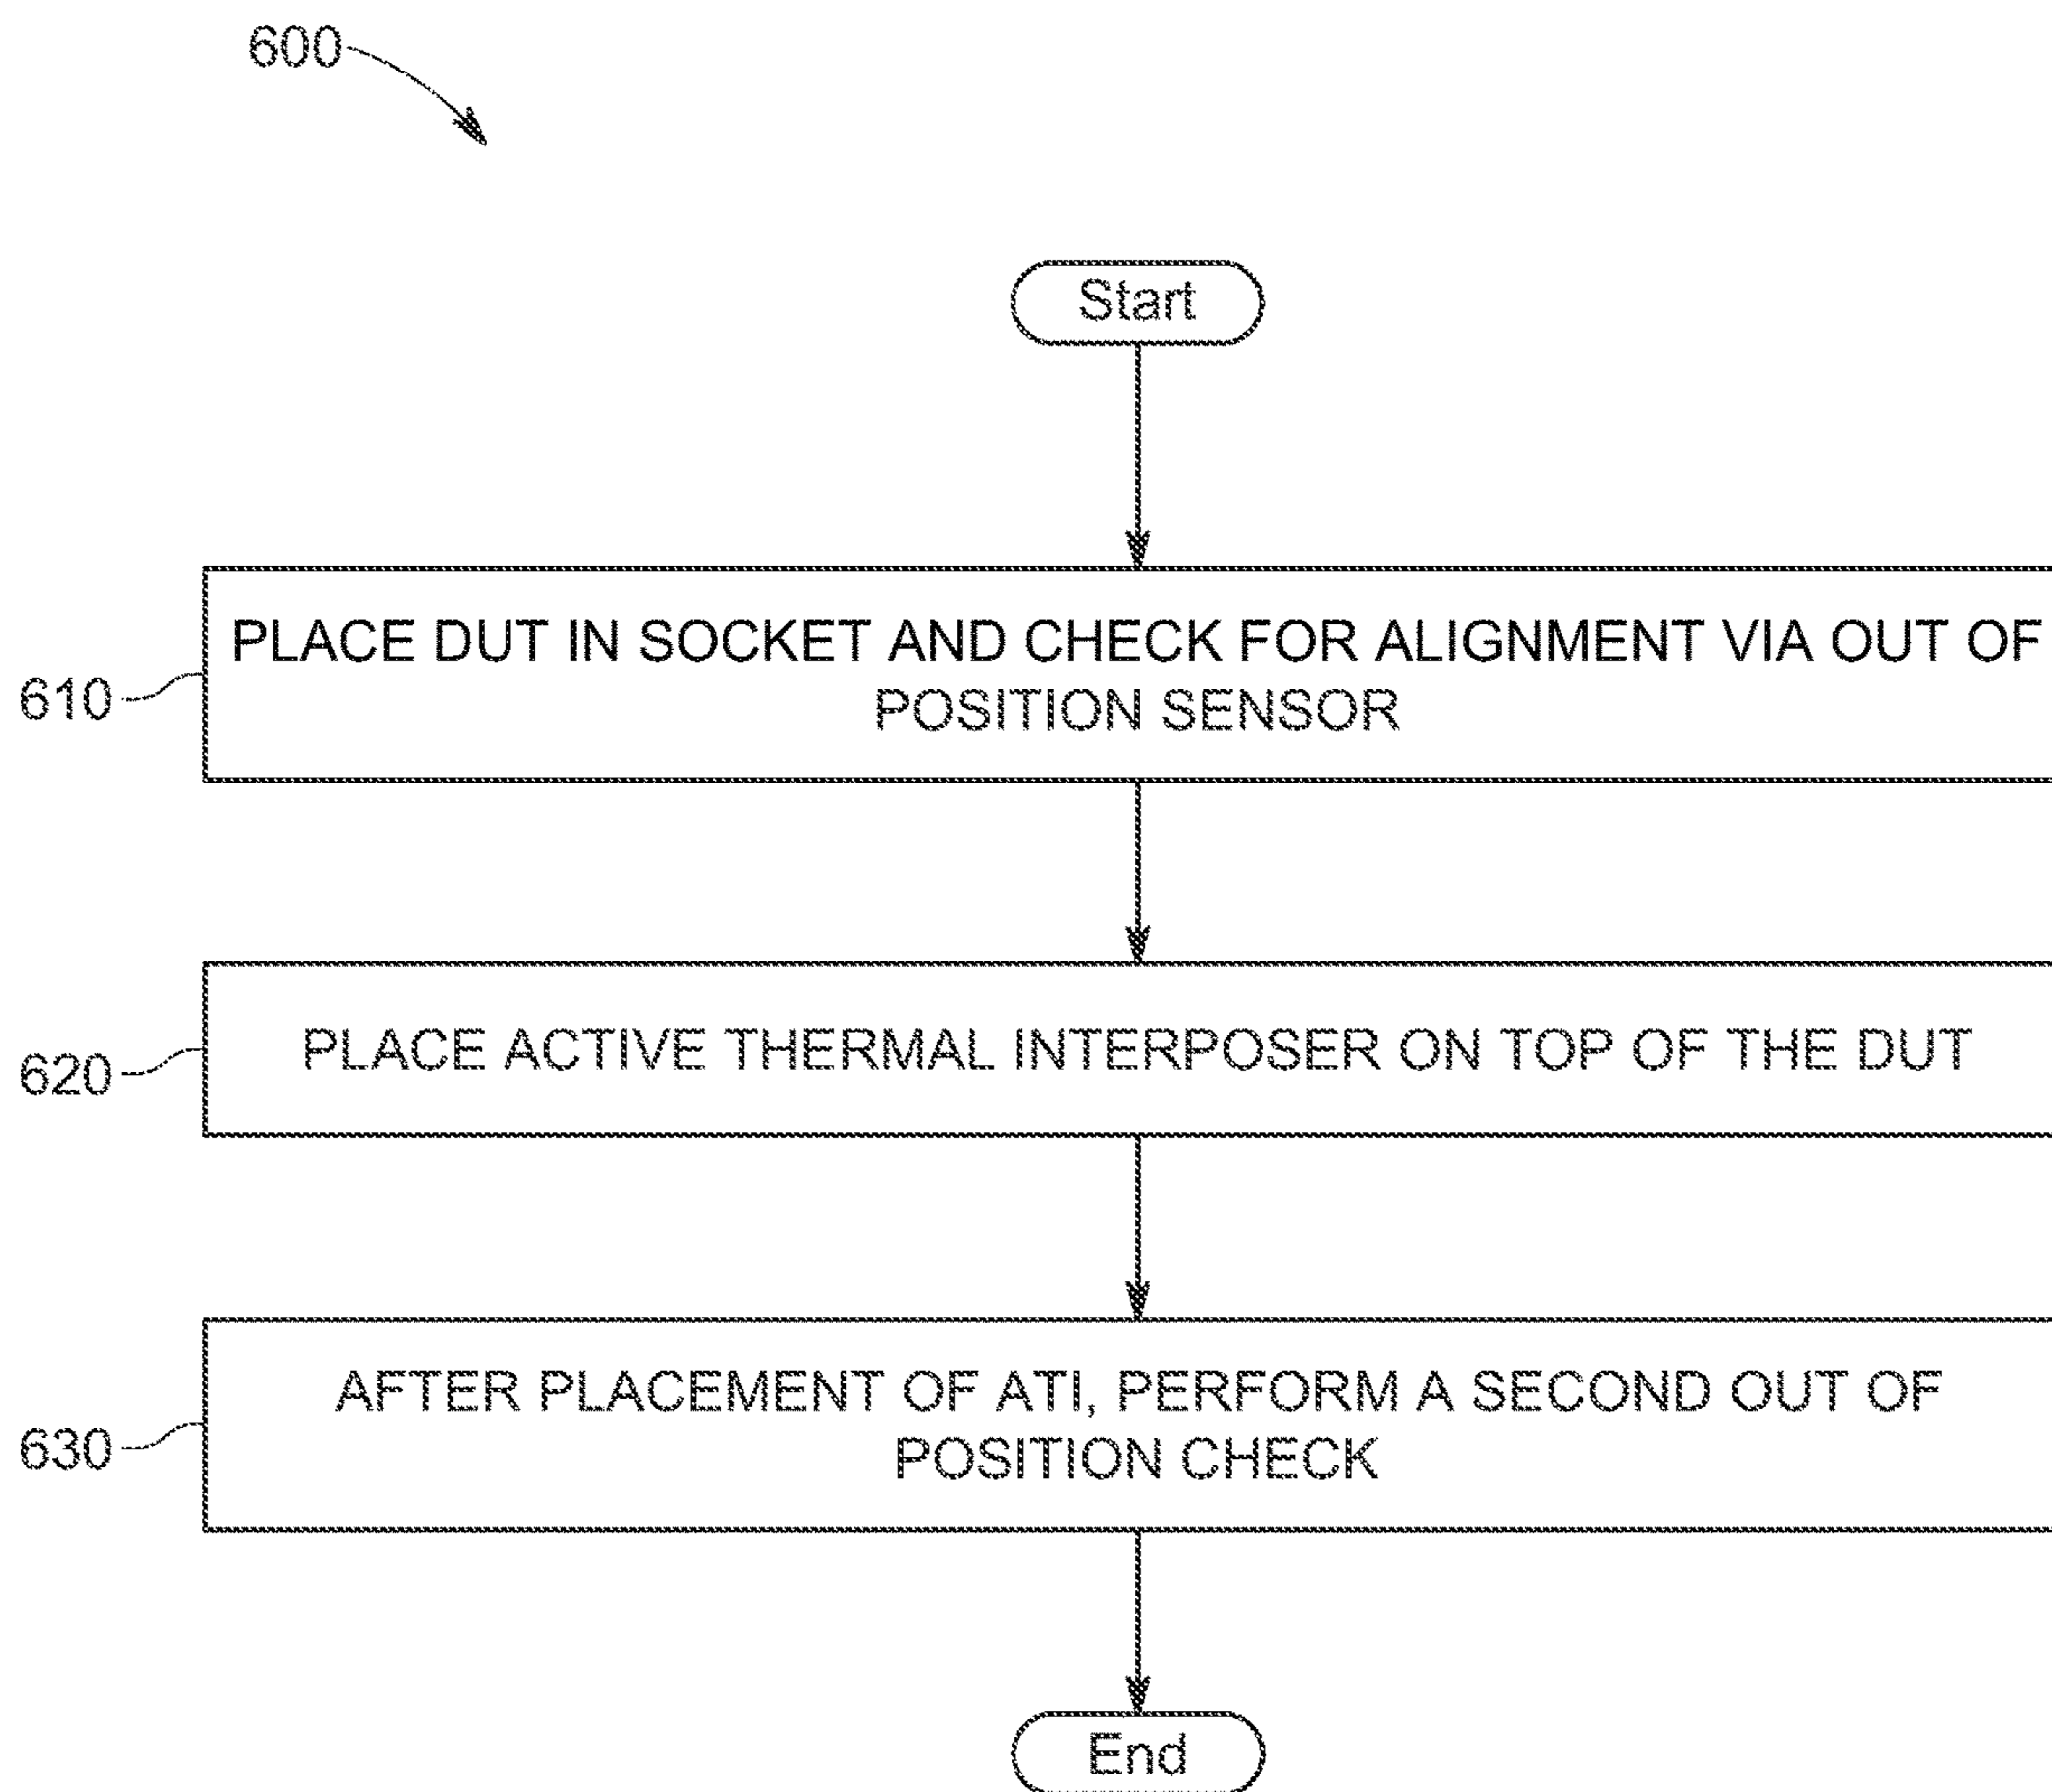 600
Start
610
PLACE DUT IN SOCKET AND CHECK FOR ALIGNMENT VIA OUT OF
POSITION SENSOR
620
PLACE ACTIVE THERMAL INTERPOSER ON TOP OF THE DUT
630
AFTER PLACEMENT OF ATI, PERFORM A SECOND OUT OF
POSITION CHECK
End